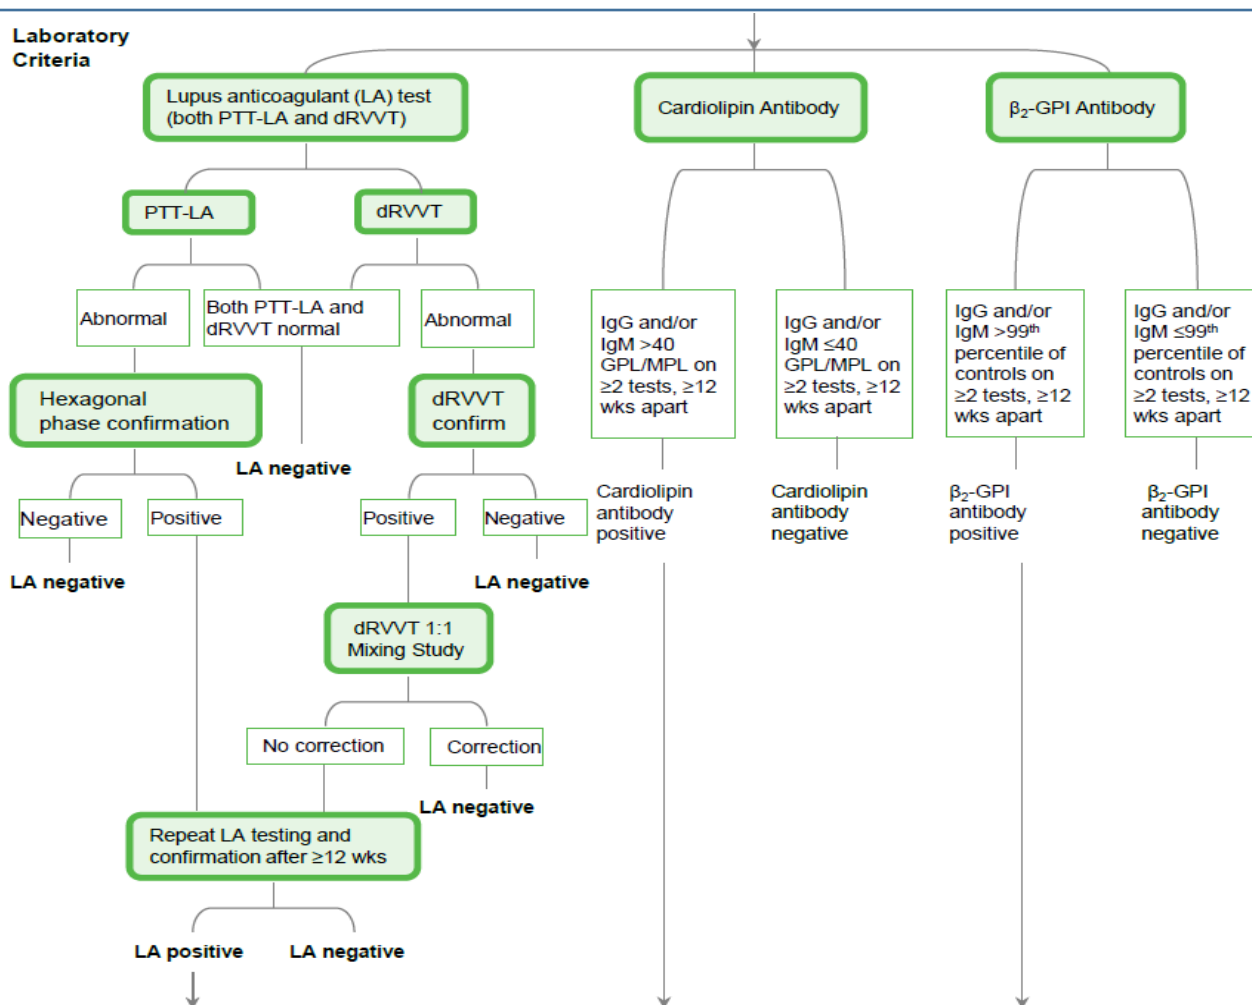 Laboratory
Criteria
Lupus anticoagulant (LA) test
(both PTT-LA and dRVVT)
Cardiolipin Antibody
β₂-GPI Antibody
PTT-LA
dRVVT
Abnormal
Both PTT-LA and
dRVVT normal
Abnormal
IgG and/or
IgM >40
GPL/MPL on
≥2 tests, ≥12
wks apart
IgG and/or
IgM ≤40
GPL/MPL on
≥2 tests, ≥12
wks apart
IgG and/or
IgM >99th
percentile of
controls on
≥2 tests, ≥12
wks apart
IgG and/or
IgM ≤99th
percentile of
controls on
≥2 tests, ≥12
wks apart
Hexagonal
phase confirmation
dRVVT
confirm
LA negative
Negative
Positive
Positive
Negative
Cardiolipin
antibody
positive
Cardiolipin
antibody
negative
β₂-GPI
antibody
positive
β₂-GPI
antibody
negative
LA negative
LA negative
dRVVT 1:1
Mixing Study
No correction
Correction
LA negative
Repeat LA testing and
confirmation after ≥12 wks
LA positive
LA negative